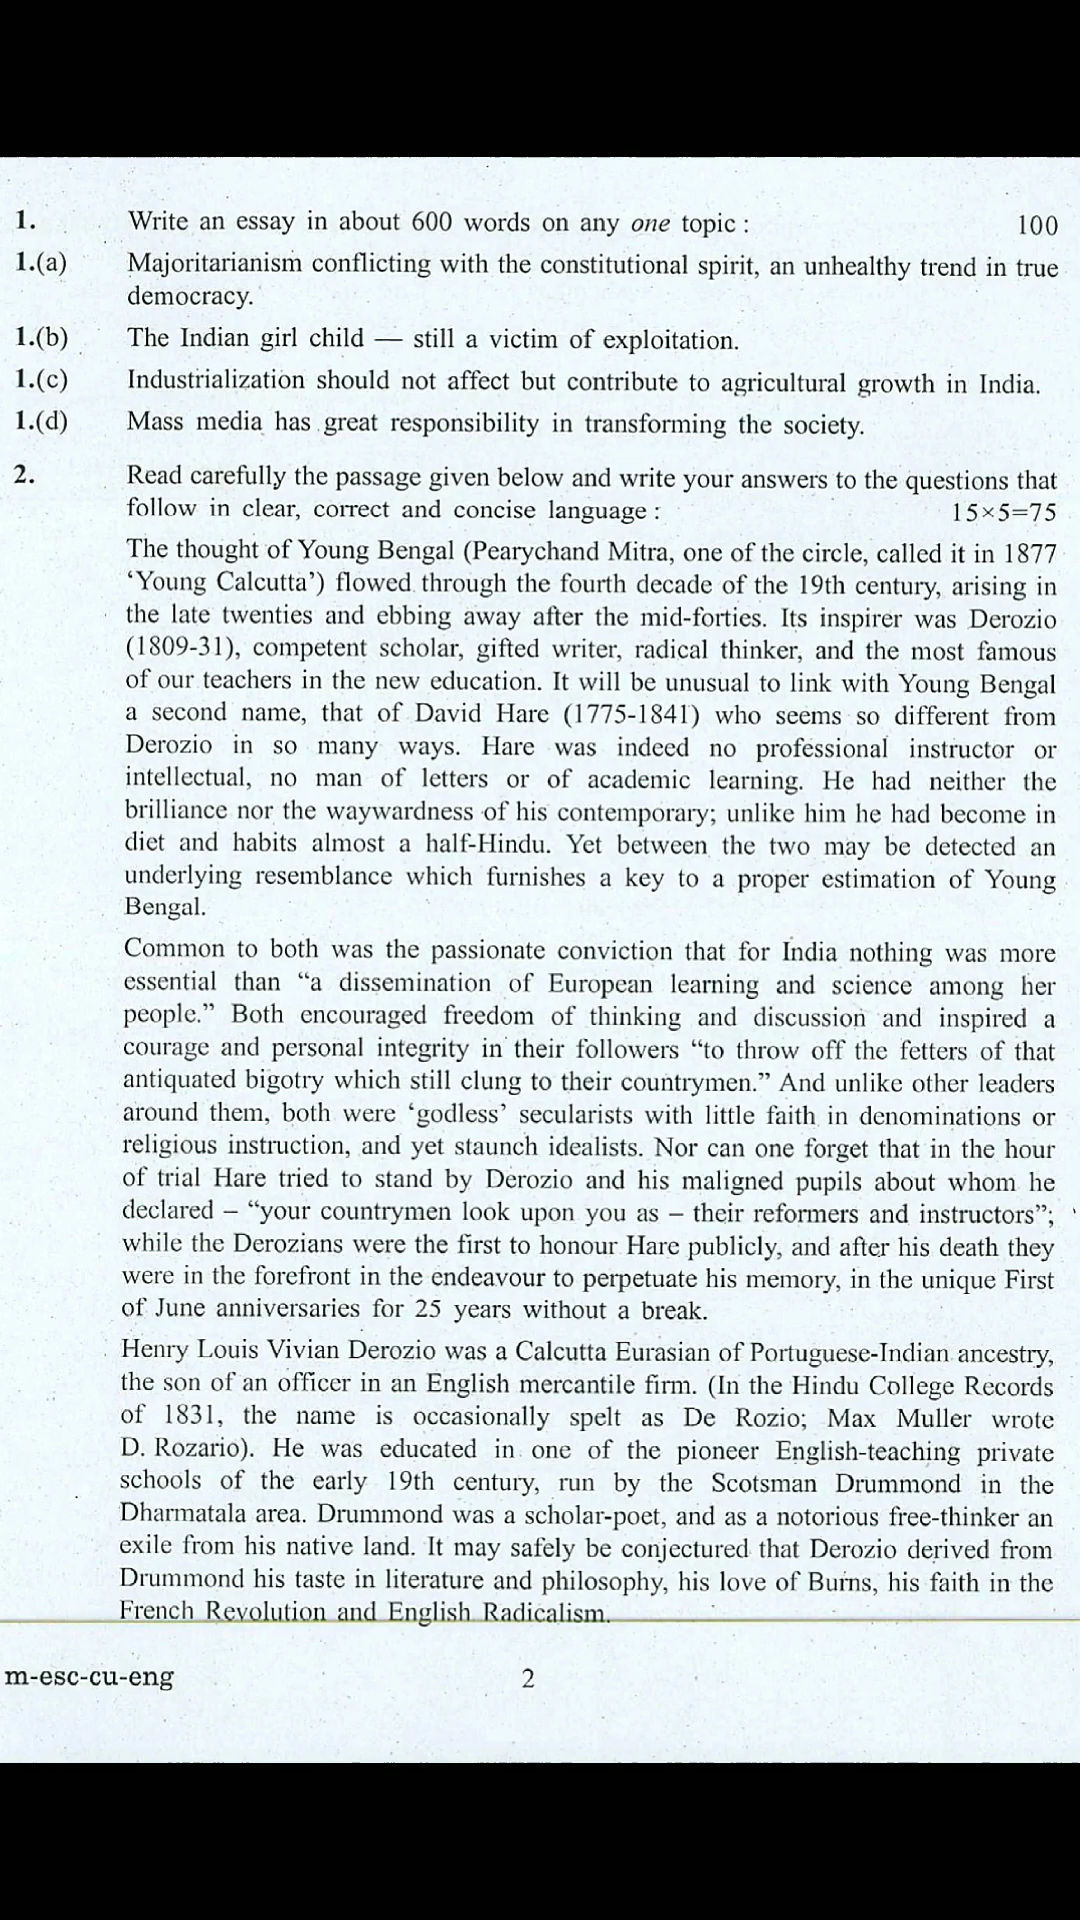 1. Write an essay in about 600 words on any one topic : 100
1.(a) Majoritarianism conflicting with the constitutional spirit, an unhealthy trend in true
democracy.
1.(b) The Indian girl child — still a victim of exploitation.
1.(c) Industrialization should not affect but contribute to agricultural growth in India.
1.(d) Mass media has great responsibility in transforming the society.
2. Read carefully the passage given below and write your answers to the questions that
follow in clear, correct and concise language : 15×5=75
The thought of Young Bengal (Pearychand Mitra, one of the circle, called it in 1877
‘Young Calcutta’) flowed through the fourth decade of the 19th century, arising in
the late twenties and ebbing away after the mid-forties. Its inspirer was Derozio
(1809-31), competent scholar, gifted writer, radical thinker, and the most famous
of our teachers in the new education. It will be unusual to link with Young Bengal
a second name, that of David Hare (1775-1841) who seems so different from
Derozio in so many ways. Hare was indeed no professional instructor or
intellectual, no man of letters or of academic learning. He had neither the
brilliance nor the waywardness of his contemporary; unlike him he had become in
diet and habits almost a half-Hindu. Yet between the two may be detected an
underlying resemblance which furnishes a key to a proper estimation of Young
Bengal.
Common to both was the passionate conviction that for India nothing was more
essential than “a dissemination of European learning and science among her
people.” Both encouraged freedom of thinking and discussion and inspired a
courage and personal integrity in their followers “to throw off the fetters of that
antiquated bigotry which still clung to their countrymen.” And unlike other leaders
around them, both were ‘godless’ secularists with little faith in denominations or
religious instruction, and yet staunch idealists. Nor can one forget that in the hour
of trial Hare tried to stand by Derozio and his maligned pupils about whom he
declared – “your countrymen look upon you as – their reformers and instructors”;
while the Derozians were the first to honour Hare publicly, and after his death they
were in the forefront in the endeavour to perpetuate his memory, in the unique First
of June anniversaries for 25 years without a break.
Henry Louis Vivian Derozio was a Calcutta Eurasian of Portuguese-Indian ancestry,
the son of an officer in an English mercantile firm. (In the Hindu College Records
of 1831, the name is occasionally spelt as De Rozio; Max Muller wrote
D. Rozario). He was educated in one of the pioneer English-teaching private
schools of the early 19th century, run by the Scotsman Drummond in the
Dharmatala area. Drummond was a scholar-poet, and as a notorious free-thinker an
exile from his native land. It may safely be conjectured that Derozio derived from
Drummond his taste in literature and philosophy, his love of Burns, his faith in the
French Revolution and English Radicalism.
m-esc-cu-eng 2